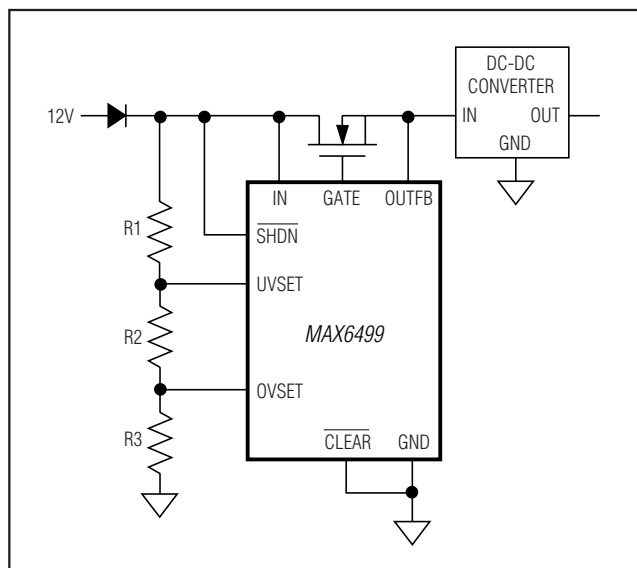 DC-DC
CONVERTER
12V
IN
OUT
GND
IN
GATE
OUTFB
SHDN
R1
UVSET
R2
MAX6499
OVSET
R3
CLEAR
GND